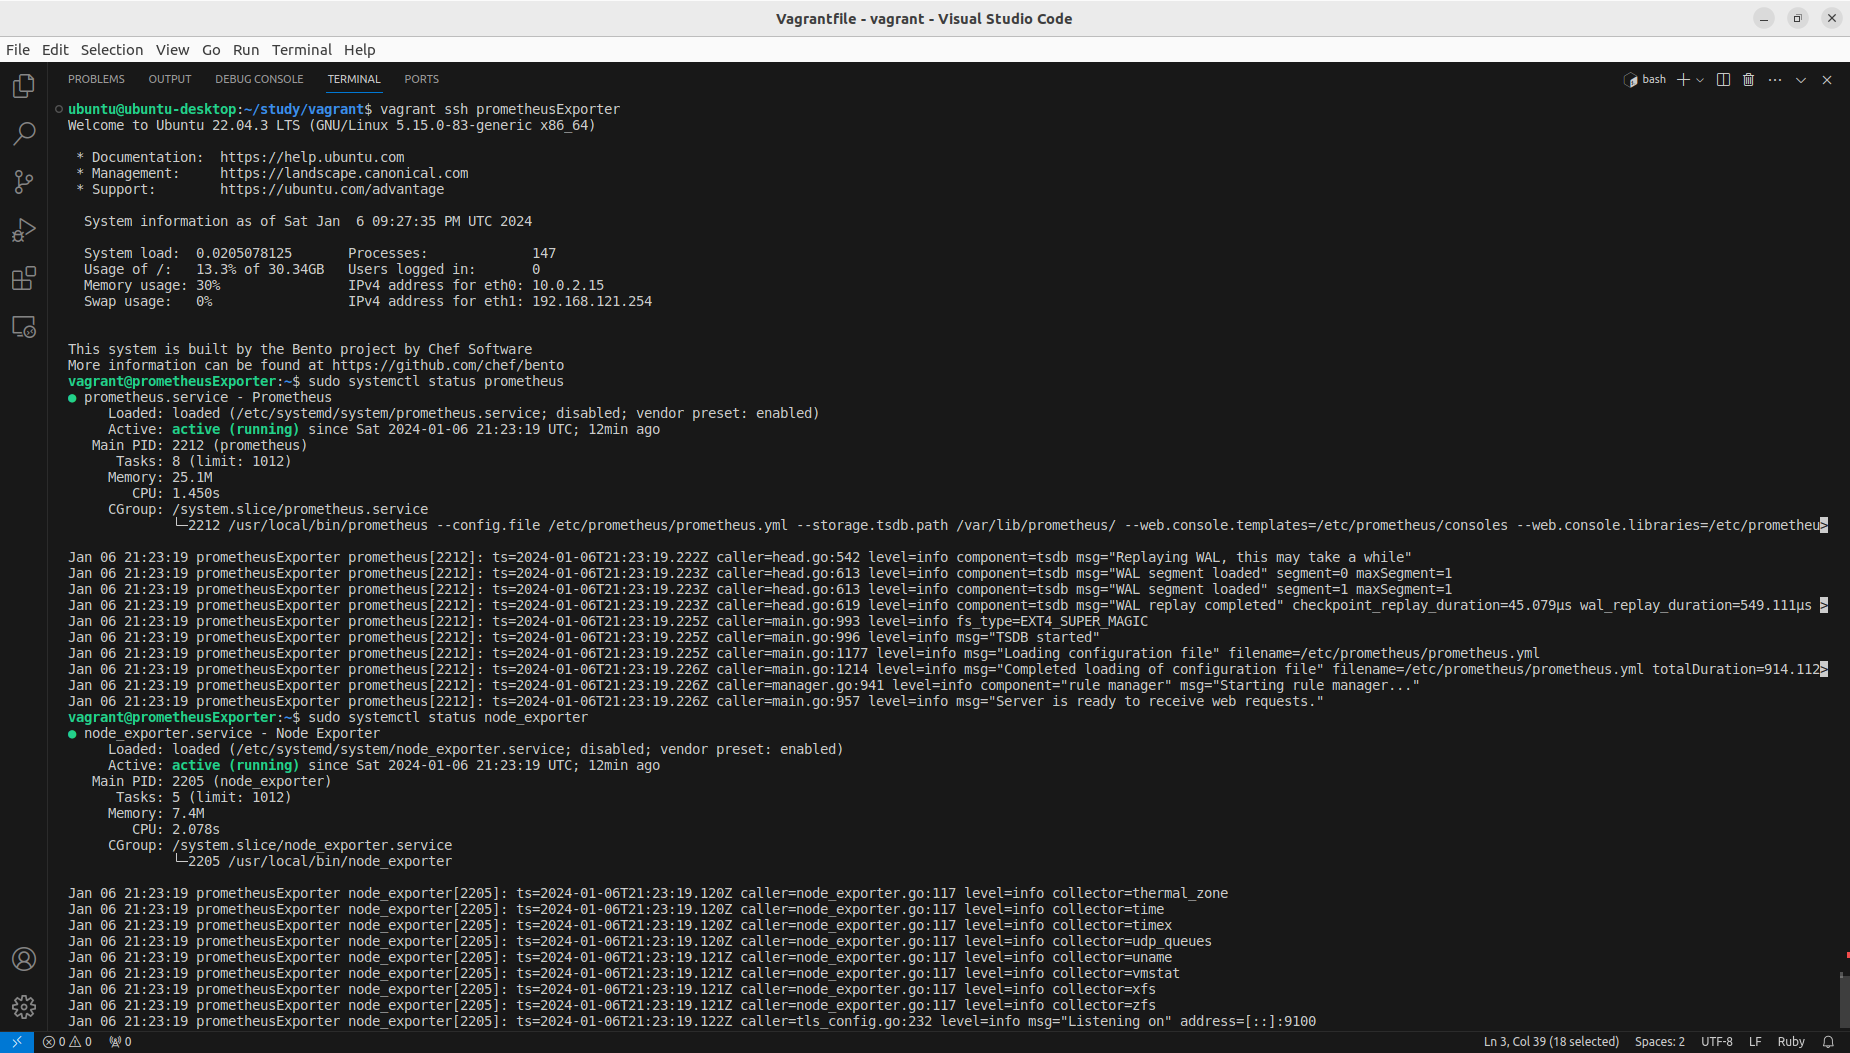 Vagrantfile - vagrant - Visual Studio Code
File Edit Selection View Go Run Terminal Help
PROBLEMS OUTPUT DEBUG CONSOLE TERMINAL PORTS bash
ubuntu@ubuntu-desktop:~/study/vagrant$ vagrant ssh prometheusExporter
Welcome to Ubuntu 22.04.3 LTS (GNU/Linux 5.15.0-83-generic x86_64)
* Documentation: https://help.ubuntu.com
* Management: https://landscape.canonical.com
* Support: https://ubuntu.com/advantage
System information as of Sat Jan 6 09:27:35 PM UTC 2024
System load: 0.0205078125 Processes: 147
Usage of /: 13.3% of 30.34GB Users logged in: 0
Memory usage: 30% IPv4 address for eth0: 10.0.2.15
Swap usage: 0% IPv4 address for eth1: 192.168.121.254
This system is built by the Bento project by Chef Software
More information can be found at https://github.com/chef/bento
vagrant@prometheusExporter:~$ sudo systemctl status prometheus
● prometheus.service - Prometheus
Loaded: loaded (/etc/systemd/system/prometheus.service; disabled; vendor preset: enabled)
Active: active (running) since Sat 2024-01-06 21:23:19 UTC; 12min ago
Main PID: 2212 (prometheus)
Tasks: 8 (limit: 1012)
Memory: 25.1M
CPU: 1.450s
CGroup: /system.slice/prometheus.service
└─2212 /usr/local/bin/prometheus --config.file /etc/prometheus/prometheus.yml --storage.tsdb.path /var/lib/prometheus/ --web.console.templates=/etc/prometheus/consoles --web.console.libraries=/etc/prometheu>
Jan 06 21:23:19 prometheusExporter prometheus[2212]: ts=2024-01-06T21:23:19.222Z caller=head.go:542 level=info component=tsdb msg="Replaying WAL, this may take a while"
Jan 06 21:23:19 prometheusExporter prometheus[2212]: ts=2024-01-06T21:23:19.223Z caller=head.go:613 level=info component=tsdb msg="WAL segment loaded" segment=0 maxSegment=1
Jan 06 21:23:19 prometheusExporter prometheus[2212]: ts=2024-01-06T21:23:19.223Z caller=head.go:613 level=info component=tsdb msg="WAL segment loaded" segment=1 maxSegment=1
Jan 06 21:23:19 prometheusExporter prometheus[2212]: ts=2024-01-06T21:23:19.223Z caller=head.go:619 level=info component=tsdb msg="WAL replay completed" checkpoint_replay_duration=45.079µs wal_replay_duration=549.111µs >
Jan 06 21:23:19 prometheusExporter prometheus[2212]: ts=2024-01-06T21:23:19.225Z caller=main.go:993 level=info fs_type=EXT4_SUPER_MAGIC
Jan 06 21:23:19 prometheusExporter prometheus[2212]: ts=2024-01-06T21:23:19.225Z caller=main.go:996 level=info msg="TSDB started"
Jan 06 21:23:19 prometheusExporter prometheus[2212]: ts=2024-01-06T21:23:19.225Z caller=main.go:1177 level=info msg="Loading configuration file" filename=/etc/prometheus/prometheus.yml
Jan 06 21:23:19 prometheusExporter prometheus[2212]: ts=2024-01-06T21:23:19.226Z caller=main.go:1214 level=info msg="Completed loading of configuration file" filename=/etc/prometheus/prometheus.yml totalDuration=914.112>
Jan 06 21:23:19 prometheusExporter prometheus[2212]: ts=2024-01-06T21:23:19.226Z caller=manager.go:941 level=info component="rule manager" msg="Starting rule manager..."
Jan 06 21:23:19 prometheusExporter prometheus[2212]: ts=2024-01-06T21:23:19.226Z caller=main.go:957 level=info msg="Server is ready to receive web requests."
vagrant@prometheusExporter:~$ sudo systemctl status node_exporter
● node_exporter.service - Node Exporter
Loaded: loaded (/etc/systemd/system/node_exporter.service; disabled; vendor preset: enabled)
Active: active (running) since Sat 2024-01-06 21:23:19 UTC; 12min ago
Main PID: 2205 (node_exporter)
Tasks: 5 (limit: 1012)
Memory: 7.4M
CPU: 2.078s
CGroup: /system.slice/node_exporter.service
└─2205 /usr/local/bin/node_exporter
Jan 06 21:23:19 prometheusExporter node_exporter[2205]: ts=2024-01-06T21:23:19.120Z caller=node_exporter.go:117 level=info collector=thermal_zone
Jan 06 21:23:19 prometheusExporter node_exporter[2205]: ts=2024-01-06T21:23:19.120Z caller=node_exporter.go:117 level=info collector=time
Jan 06 21:23:19 prometheusExporter node_exporter[2205]: ts=2024-01-06T21:23:19.120Z caller=node_exporter.go:117 level=info collector=timex
Jan 06 21:23:19 prometheusExporter node_exporter[2205]: ts=2024-01-06T21:23:19.120Z caller=node_exporter.go:117 level=info collector=udp_queues
Jan 06 21:23:19 prometheusExporter node_exporter[2205]: ts=2024-01-06T21:23:19.121Z caller=node_exporter.go:117 level=info collector=uname
Jan 06 21:23:19 prometheusExporter node_exporter[2205]: ts=2024-01-06T21:23:19.121Z caller=node_exporter.go:117 level=info collector=vmstat
Jan 06 21:23:19 prometheusExporter node_exporter[2205]: ts=2024-01-06T21:23:19.121Z caller=node_exporter.go:117 level=info collector=xfs
Jan 06 21:23:19 prometheusExporter node_exporter[2205]: ts=2024-01-06T21:23:19.121Z caller=node_exporter.go:117 level=info collector=zfs
Jan 06 21:23:19 prometheusExporter node_exporter[2205]: ts=2024-01-06T21:23:19.122Z caller=tls_config.go:232 level=info msg="Listening on" address=[::]:9100
0 0 0 Ln 3, Col 39 (18 selected) Spaces: 2 UTF-8 LF Ruby